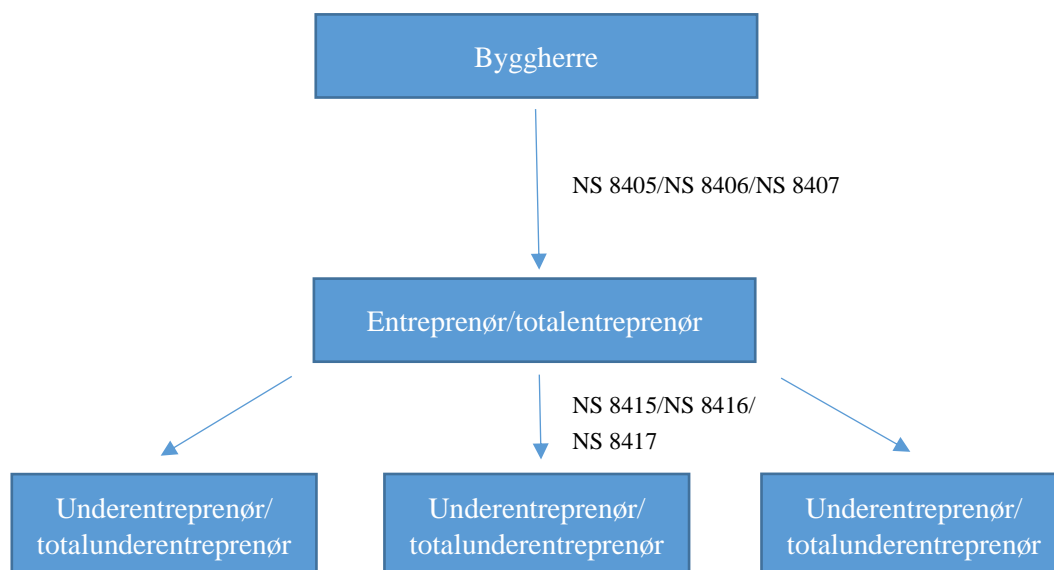 Byggherre
NS 8405/NS 8406/NS 8407
Entreprenør/totalentreprenør
NS 8415/NS 8416/
NS 8417
Underentreprenør/
totalunderentreprenør
Underentreprenør/
totalunderentreprenør
Underentreprenør/
totalunderentreprenør